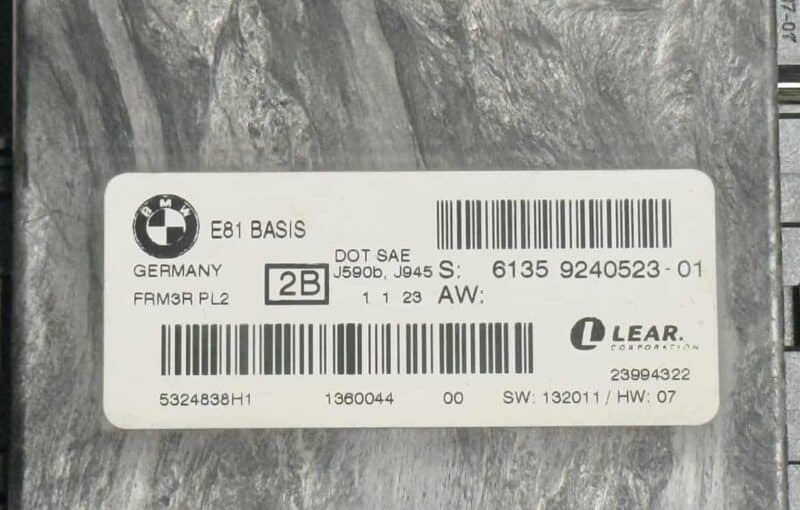 BMW
E81 BASIS
GERMANY
FRM3R PL2
2B
DOT SAE
J590b, J945
1 1 23
S: 6135 9240523-01
AW:
LEAR.
CORPORATION
23994322
5324838H1 1360044 00 SW: 132011 / HW: 07